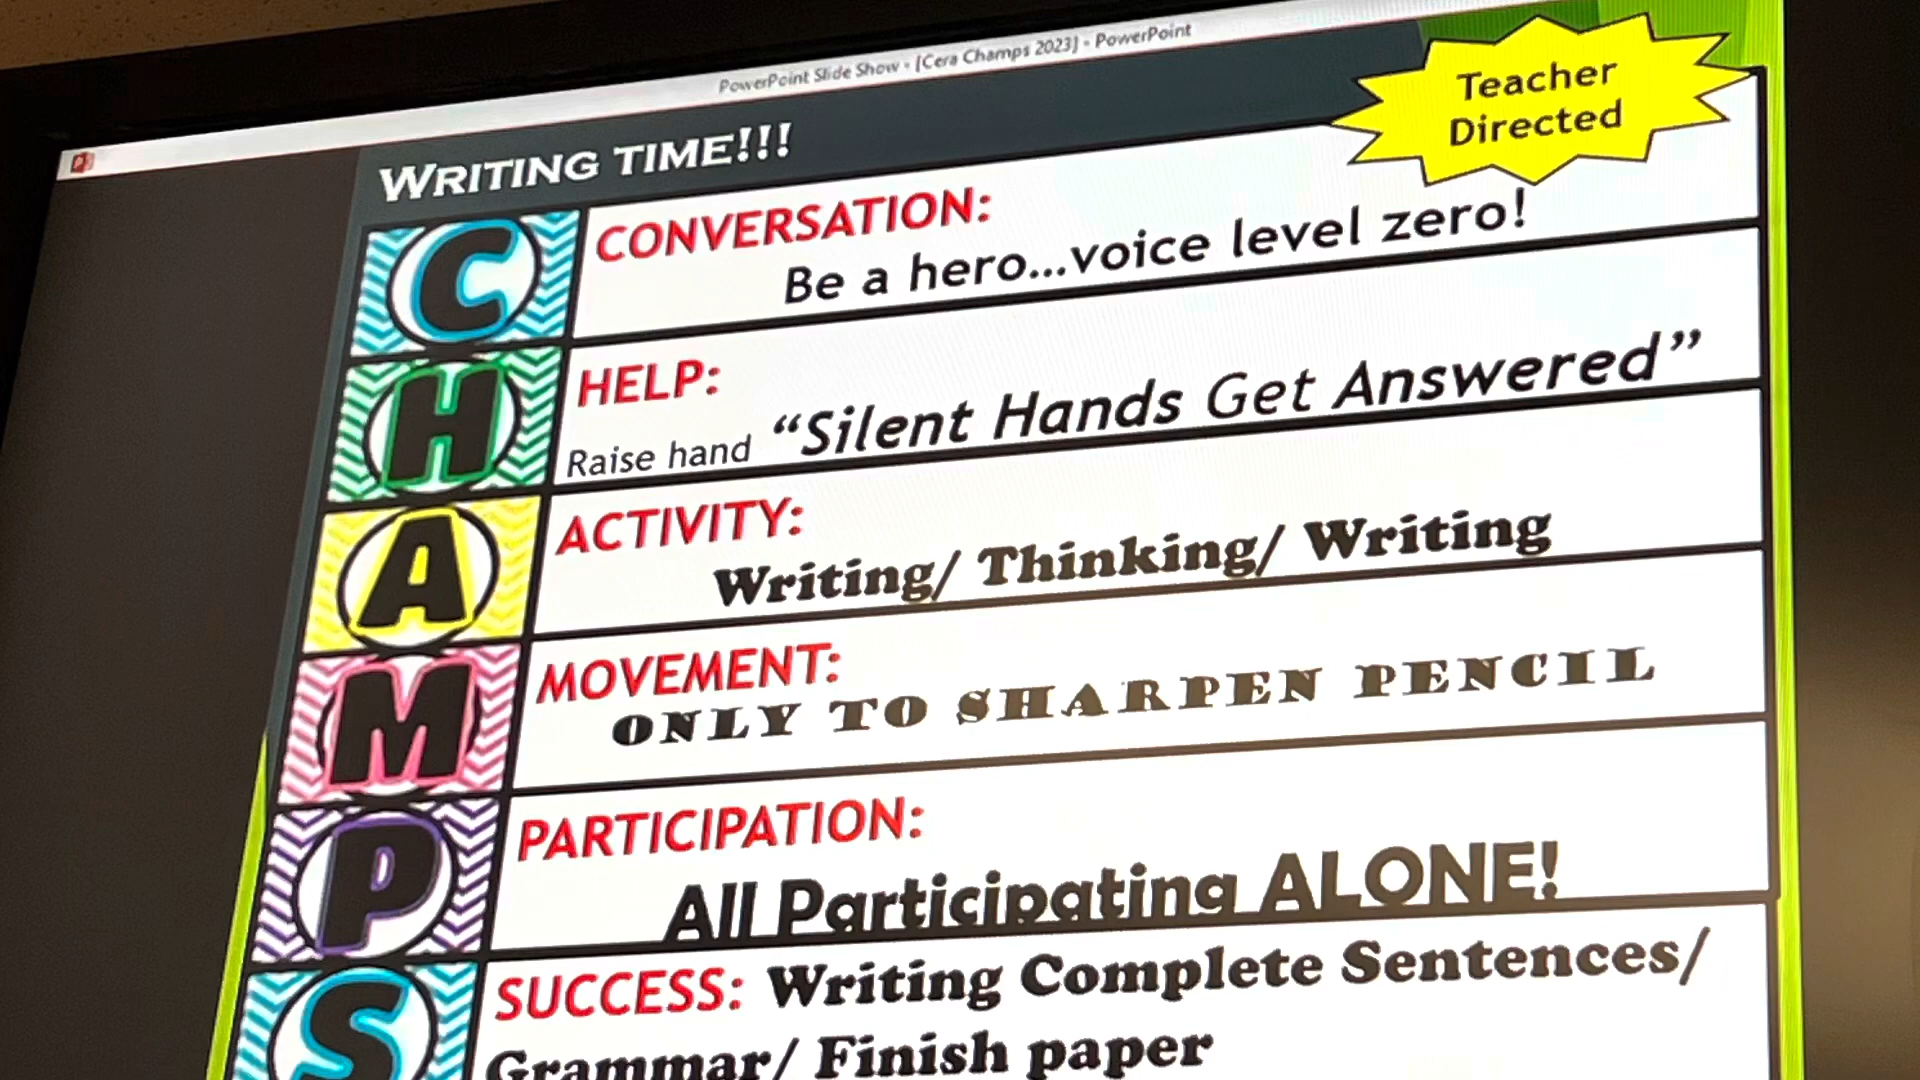 PowerPoint Slide Show - [Cera Champs 2023] - PowerPoint
WRITING TIME!!!
Teacher
Directed
C
CONVERSATION:
Be a hero...voice level zero!
H
HELP:
Raise hand “Silent Hands Get Answered”
A
ACTIVITY:
Writing/ Thinking/ Writing
M
MOVEMENT:
ONLY TO SHARPEN PENCIL
P
PARTICIPATION:
All Participating ALONE!
S
SUCCESS: Writing Complete Sentences/
Grammar/ Finish paper